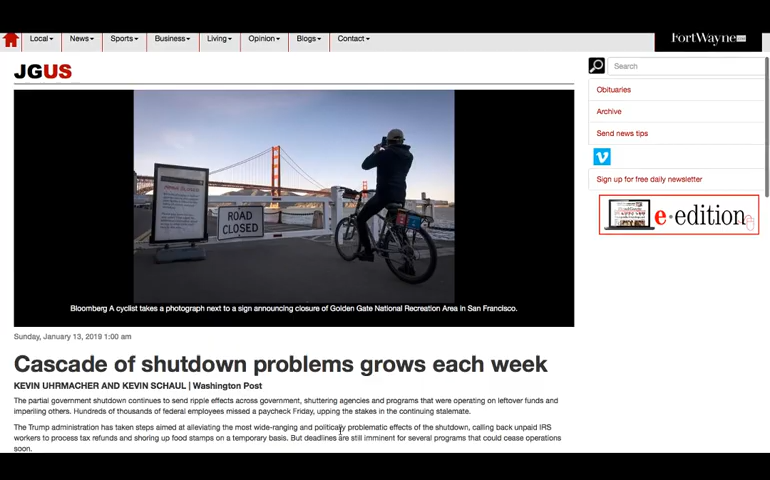 Local News Sports Business Living Opinion Blogs Contact
FortWayne
Search
JGUS
Obituaries
Archive
Send news tips
Sign up for free daily newsletter
e-edition
ROAD
CLOSED
Bloomberg A cyclist takes a photograph next to a sign announcing closure of Golden Gate National Recreation Area in San Francisco.
Sunday, January 13, 2019 1:00 am
Cascade of shutdown problems grows each week
KEVIN UHRMACHER AND KEVIN SCHAUL | Washington Post
The partial government shutdown continues to send ripple effects across government, shuttering agencies and programs that were operating on leftover funds and
imperiling others. Hundreds of thousands of federal employees missed a paycheck Friday, upping the stakes in the continuing stalemate.
The Trump administration has taken steps aimed at alleviating the most wide-ranging and politically problematic effects of the shutdown, calling back unpaid IRS
workers to process tax refunds and shoring up food stamps on a temporary basis. But deadlines are still imminent for several programs that could cease operations
soon.